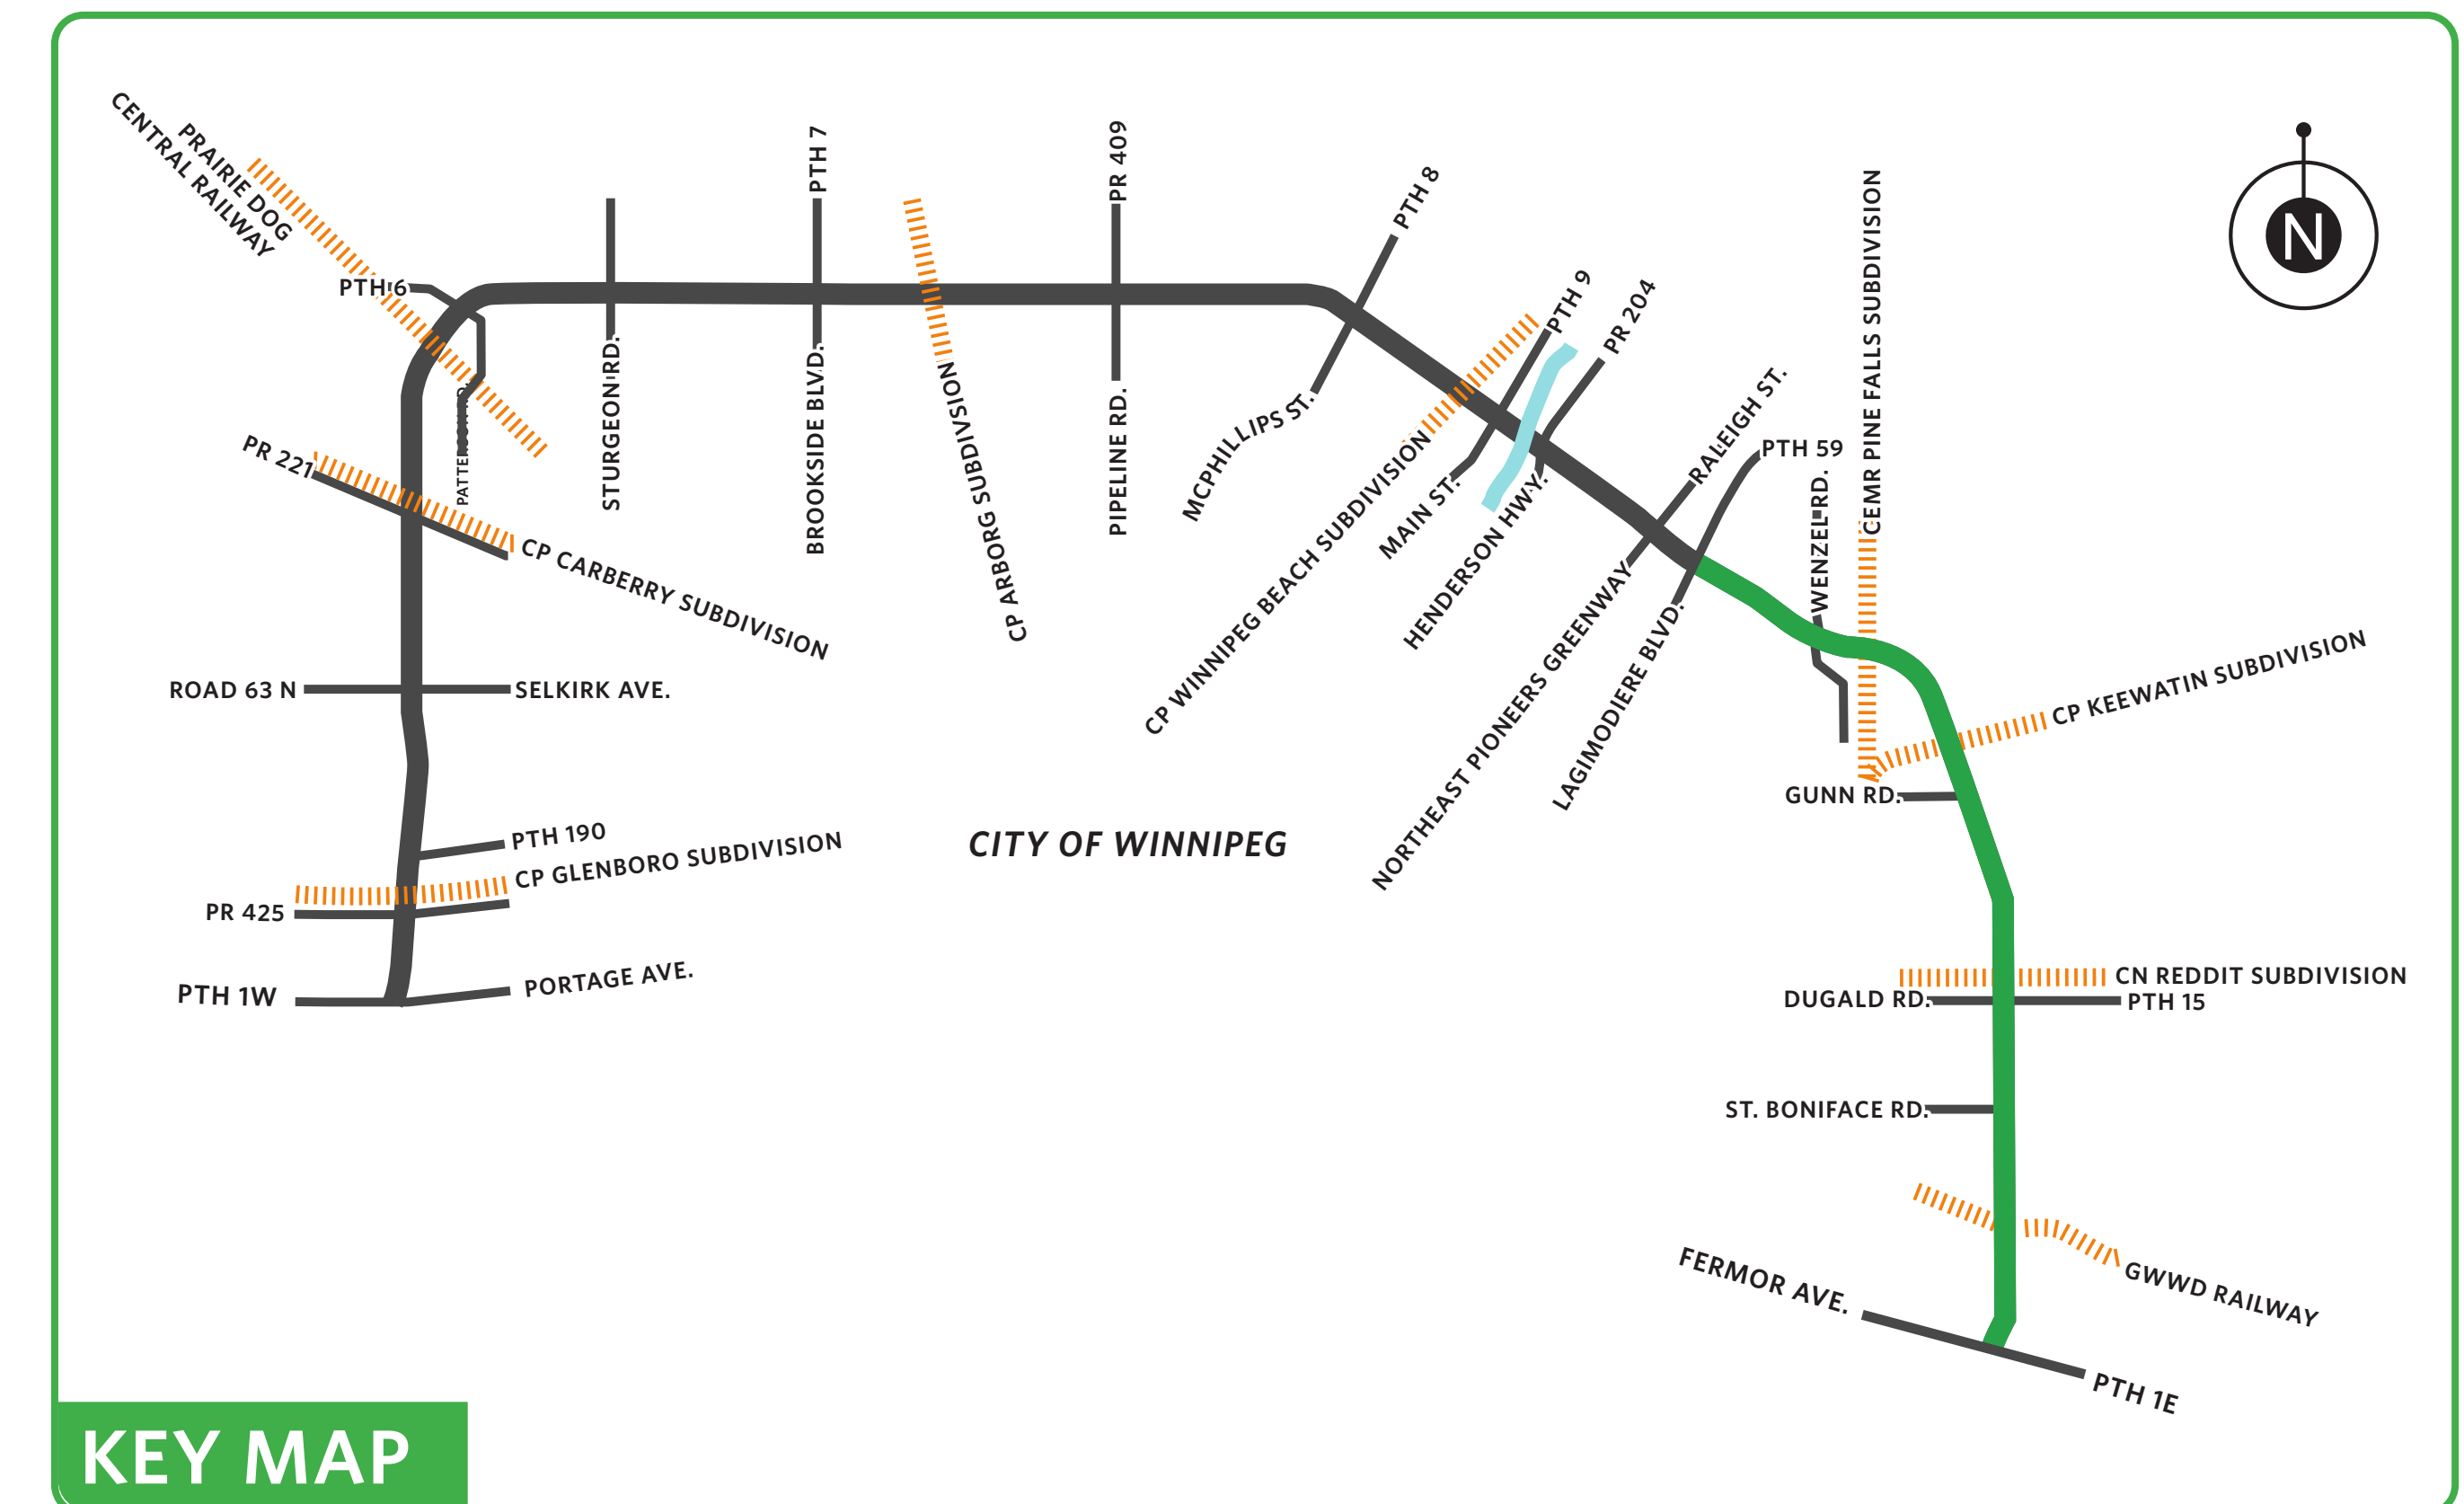 CENTRAL RAILWAY
PRAIRIE DOG
PTH 6
PTH 7
PR 409
PTH 8
PTH 9
PR 204
CEMR PINE FALLS SUBDIVISION
N
RALEIGH ST.
PTH 59
WENZEL RD.
PR 221
PATTERSON RD.
STURGEON RD.
BROOKSIDE BLVD.
CP ARBORG SUBDIVISION
PIPELINE RD.
MCPHILLIPS ST.
CP WINNIPEG BEACH SUBDIVISION
MAIN ST.
HENDERSON HWY.
NORTHEAST PIONEERS GREENWAY
LAGIMODIERE BLVD.
CP CARBERRY SUBDIVISION
ROAD 63 N
SELKIRK AVE.
CP KEEWATIN SUBDIVISION
GUNN RD.
PTH 190
CP GLENBORO SUBDIVISION
CITY OF WINNIPEG
PR 425
PTH 1W
PORTAGE AVE.
CN REDDIT SUBDIVISION
DUGALD RD.
PTH 15
ST. BONIFACE RD.
GWWD RAILWAY
FERMOR AVE.
PTH 1E
KEY MAP